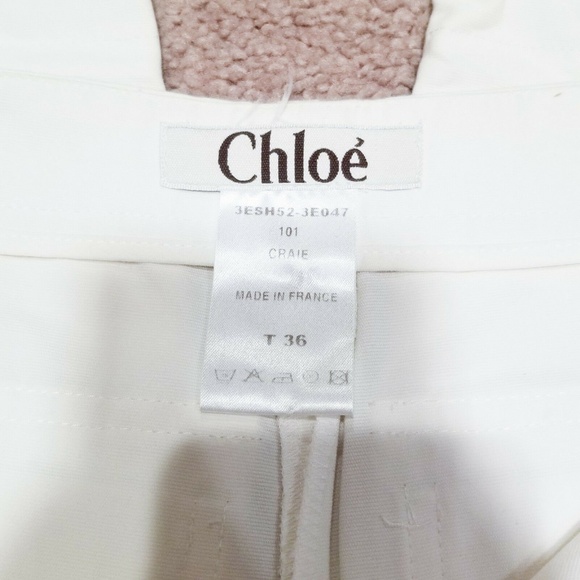 Chloé
3ESH52-3E047
101
CRAIE
MADE IN FRANCE
T 36